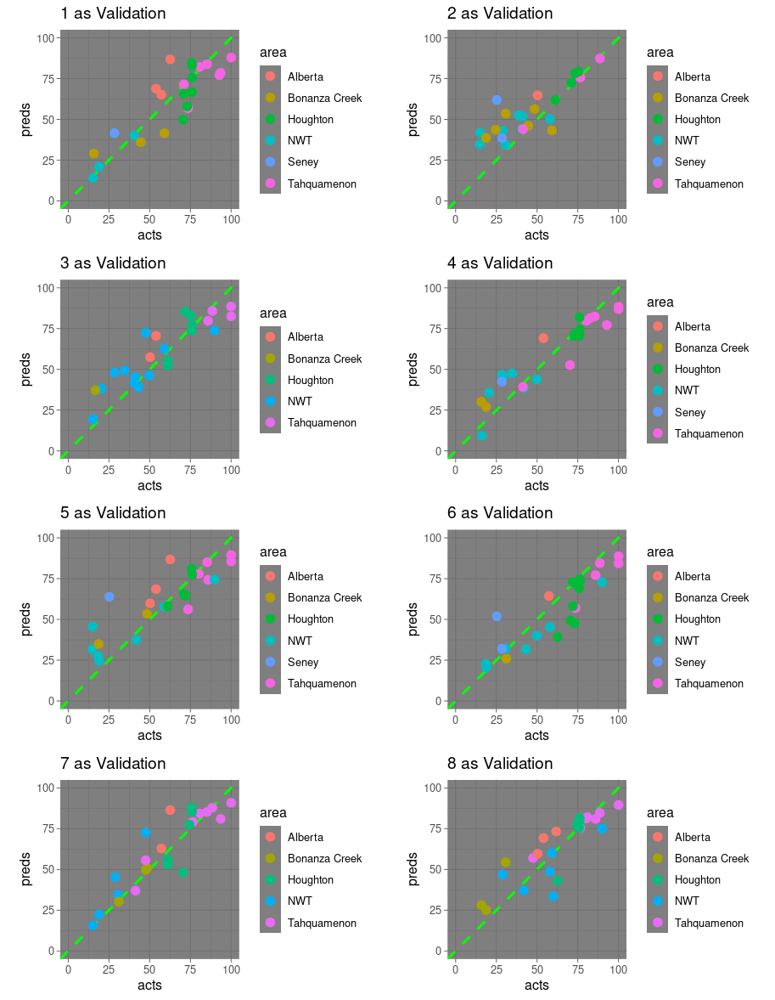 1 as Validation
100
75
50
25
0
preds
0 25 50 75 100
acts
area
Alberta
Bonanza Creek
Houghton
NWT
Seney
Tahquamenon
2 as Validation
100
75
50
25
0
preds
0 25 50 75 100
acts
area
Alberta
Bonanza Creek
Houghton
NWT
Seney
Tahquamenon
3 as Validation
100
75
50
25
0
preds
0 25 50 75 100
acts
area
Alberta
Bonanza Creek
Houghton
NWT
Tahquamenon
4 as Validation
100
75
50
25
0
preds
0 25 50 75 100
acts
area
Alberta
Bonanza Creek
Houghton
NWT
Seney
Tahquamenon
5 as Validation
100
75
50
25
0
preds
0 25 50 75 100
acts
area
Alberta
Bonanza Creek
Houghton
NWT
Seney
Tahquamenon
6 as Validation
100
75
50
25
0
preds
0 25 50 75 100
acts
area
Alberta
Bonanza Creek
Houghton
NWT
Seney
Tahquamenon
7 as Validation
100
75
50
25
0
preds
0 25 50 75 100
acts
area
Alberta
Bonanza Creek
Houghton
NWT
Tahquamenon
8 as Validation
100
75
50
25
0
preds
0 25 50 75 100
acts
area
Alberta
Bonanza Creek
Houghton
NWT
Tahquamenon